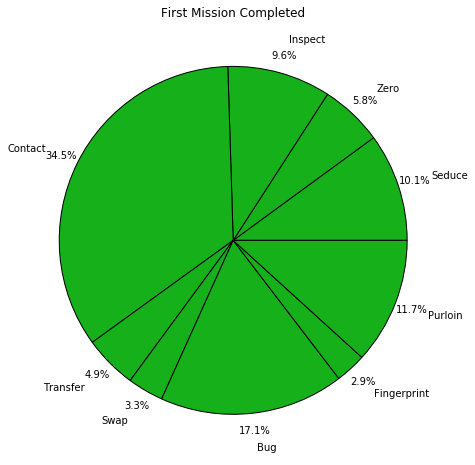 First Mission Completed
Inspect
9.6%
Zero
5.8%
Contact
34.5%
Seduce
10.1%
11.7%
Purloin
4.9%
Transfer
2.9%
Fingerprint
3.3%
Swap
17.1%
Bug